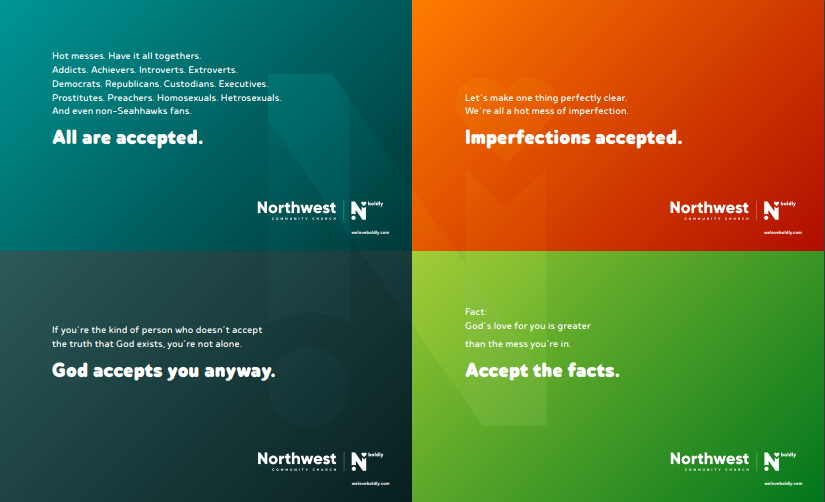 Hot messes. Have it all togethers.
Addicts. Achievers. Introverts. Extroverts.
Democrats. Republicans. Custodians. Executives.
Prostitutes. Preachers. Homosexuals. Hetrosexuals.
And even non-Seahhawks fans.
All are accepted.
Northwest
COMMUNITY CHURCH
N boldly
weloveboldly.com
Let's make one thing perfectly clear.
We're all a hot mess of imperfection.
Imperfections accepted.
Northwest
COMMUNITY CHURCH
N boldly
weloveboldly.com
If you're the kind of person who doesn't accept
the truth that God exists, you're not alone.
God accepts you anyway.
Northwest
COMMUNITY CHURCH
N boldly
weloveboldly.com
Fact:
God's love for you is greater
than the mess you're in.
Accept the facts.
Northwest
COMMUNITY CHURCH
N boldly
weloveboldly.com